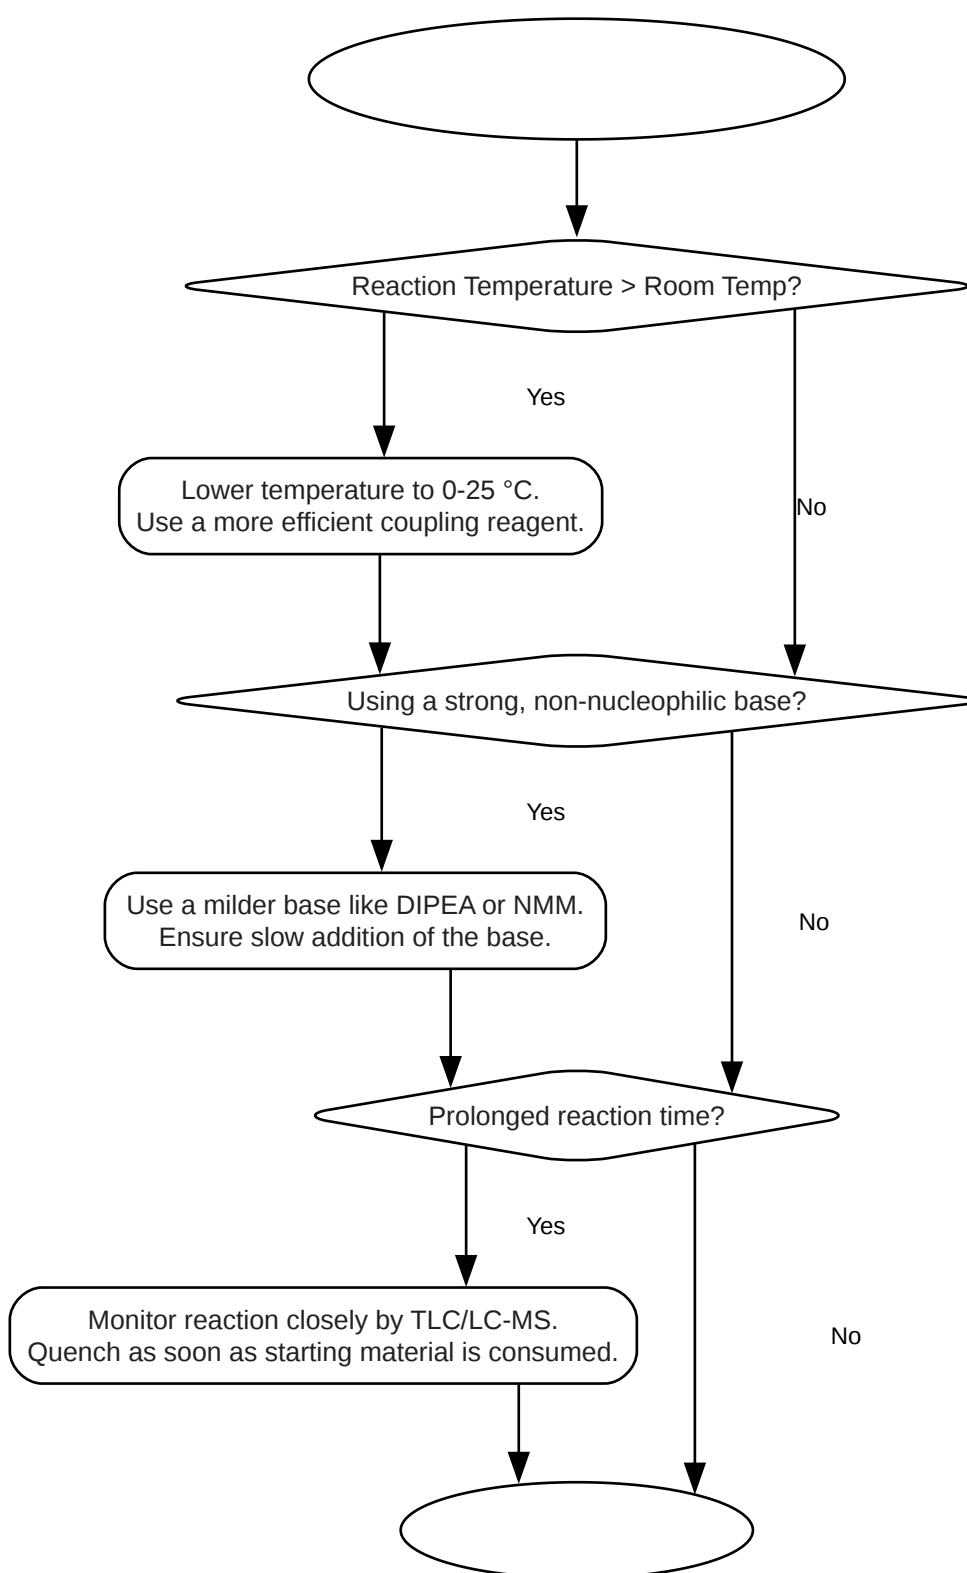 Reaction Temperature > Room Temp?
Yes
Lower temperature to 0-25 °C.
Use a more efficient coupling reagent.
No
Using a strong, non-nucleophilic base?
Yes
Use a milder base like DIPEA or NMM.
Ensure slow addition of the base.
No
Prolonged reaction time?
Yes
Monitor reaction closely by TLC/LC-MS.
Quench as soon as starting material is consumed.
No